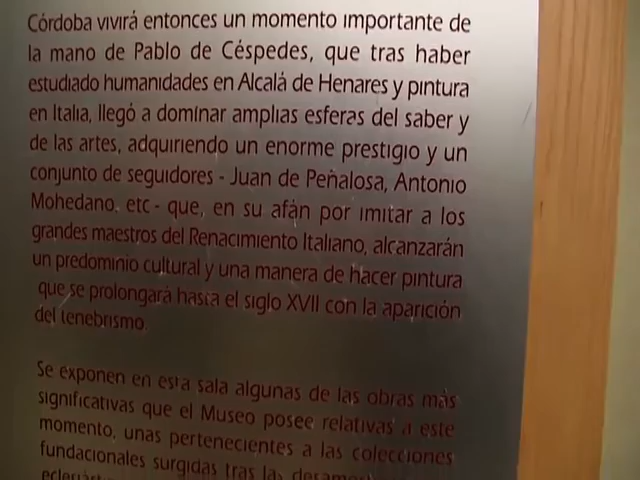 Córdoba vivirá entonces un momento importante de
la mano de Pablo de Céspedes, que tras haber
estudiado humanidades en Alcalá de Henares y pintura
en Italia, llegó a dominar amplias esferas del saber y
de las artes, adquiriendo un enorme prestigio y un
conjunto de seguidores - Juan de Peñalosa, Antonio
Mohedano, etc - que, en su afán por imitar a los
grandes maestros del Renacimiento Italiano, alcanzarán
un predominio cultural y una manera de hacer pintura
que se prolongará hasta el siglo XVII con la aparición
del tenebrismo.
Se exponen en esta sala algunas de las obras más
significativas que el Museo posee relativas a este
momento, unas pertenecientes a las colecciones
fundacionales surgidas tras la